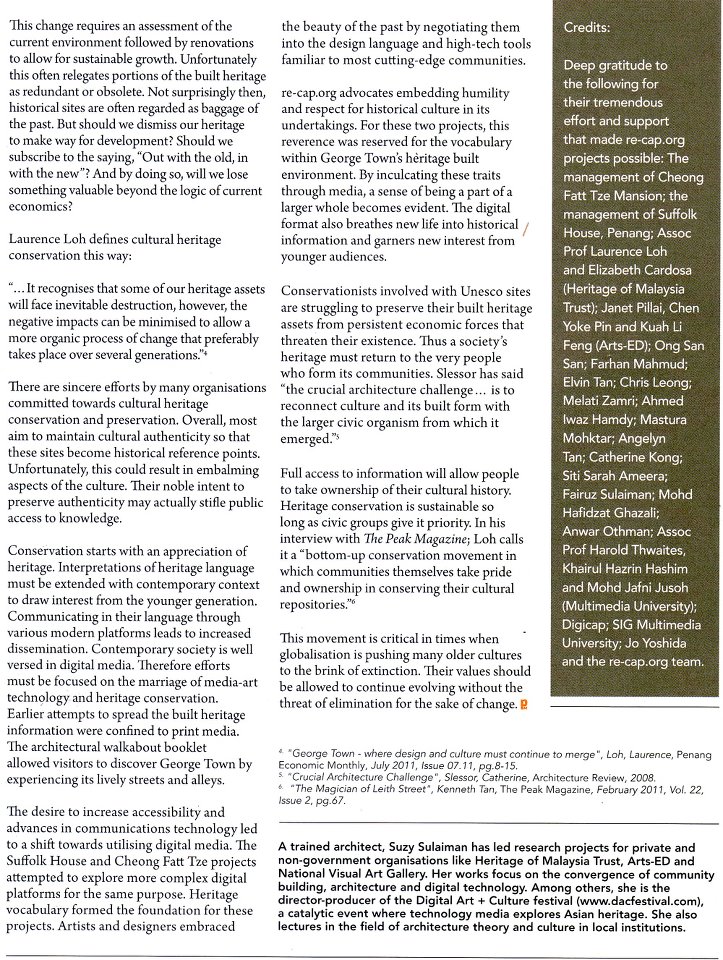 This change requires an assessment of the
current environment followed by renovations
to allow for sustainable growth. Unfortunately
this often relegates portions of the built heritage
as redundant or obsolete. Not surprisingly then,
historical sites are often regarded as baggage of
the past. But should we dismiss our heritage
to make way for development? Should we
subscribe to the saying, “Out with the old, in
with the new”? And by doing so, will we lose
something valuable beyond the logic of current
economics?
Laurence Loh defines cultural heritage
conservation this way:
“…It recognises that some of our heritage assets
will face inevitable destruction, however, the
negative impacts can be minimised to allow a
more organic process of change that preferably
takes place over several generations.”⁴
There are sincere efforts by many organisations
committed towards cultural heritage
conservation and preservation. Overall, most
aim to maintain cultural authenticity so that
these sites become historical reference points.
Unfortunately, this could result in embalming
aspects of the culture. Their noble intent to
preserve authenticity may actually stifle public
access to knowledge.
Conservation starts with an appreciation of
heritage. Interpretations of heritage language
must be extended with contemporary context
to draw interest from the younger generation.
Communicating in their language through
various modern platforms leads to increased
dissemination. Contemporary society is well
versed in digital media. Therefore efforts
must be focused on the marriage of media-art
technology and heritage conservation.
Earlier attempts to spread the built heritage
information were confined to print media.
The architectural walkabout booklet
allowed visitors to discover George Town by
experiencing its lively streets and alleys.
The desire to increase accessibility and
advances in communications technology led
to a shift towards utilising digital media. The
Suffolk House and Cheong Fatt Tze projects
attempted to explore more complex digital
platforms for the same purpose. Heritage
vocabulary formed the foundation for these
projects. Artists and designers embraced
the beauty of the past by negotiating them
into the design language and high-tech tools
familiar to most cutting-edge communities.
re-cap.org advocates embedding humility
and respect for historical culture in its
undertakings. For these two projects, this
reverence was reserved for the vocabulary
within George Town’s heritage built
environment. By inculcating these traits
through media, a sense of being a part of a
larger whole becomes evident. The digital
format also breathes new life into historical
information and garners new interest from
younger audiences.
Conservationists involved with Unesco sites
are struggling to preserve their built heritage
assets from persistent economic forces that
threaten their existence. Thus a society’s
heritage must return to the very people
who form its communities. Slessor has said
“the crucial architecture challenge… is to
reconnect culture and its built form with
the larger civic organism from which it
emerged.”⁵
Full access to information will allow people
to take ownership of their cultural history.
Heritage conservation is sustainable so
long as civic groups give it priority. In his
interview with The Peak Magazine; Loh calls
it a “bottom-up conservation movement in
which communities themselves take pride
and ownership in conserving their cultural
repositories.”⁶
This movement is critical in times when
globalisation is pushing many older cultures
to the brink of extinction. Their values should
be allowed to continue evolving without the
threat of elimination for the sake of change.
⁴ "George Town - where design and culture must continue to merge", Loh, Laurence, Penang
Economic Monthly, July 2011, Issue 07.11, pg.8-15.
⁵ "Crucial Architecture Challenge", Slessor, Catherine, Architecture Review, 2008.
⁶ "The Magician of Leith Street", Kenneth Tan, The Peak Magazine, February 2011, Vol. 22,
Issue 2, pg.67.
A trained architect, Suzy Sulaiman has led research projects for private and
non-government organisations like Heritage of Malaysia Trust, Arts-ED and
National Visual Art Gallery. Her works focus on the convergence of community
building, architecture and digital technology. Among others, she is the
director-producer of the Digital Art + Culture festival (www.dacfestival.com),
a catalytic event where technology media explores Asian heritage. She also
lectures in the field of architecture theory and culture in local institutions.
Credits:
Deep gratitude to
the following for
their tremendous
effort and support
that made re-cap.org
projects possible: The
management of Cheong
Fatt Tze Mansion; the
management of Suffolk
House, Penang; Assoc
Prof Laurence Loh
and Elizabeth Cardosa
(Heritage of Malaysia
Trust); Janet Pillai, Chen
Yoke Pin and Kuah Li
Feng (Arts-ED); Ong San
San; Farhan Mahmud;
Elvin Tan; Chris Leong;
Melati Zamri; Ahmed
Iwaz Hamdy; Mastura
Mohktar; Angelyn
Tan; Catherine Kong;
Siti Sarah Ameera;
Fairuz Sulaiman; Mohd
Hafidzat Ghazali;
Anwar Othman; Assoc
Prof Harold Thwaites,
Khairul Hazrin Hashim
and Mohd Jafni Jusoh
(Multimedia University);
Digicap; SIG Multimedia
University; Jo Yoshida
and the re-cap.org team.